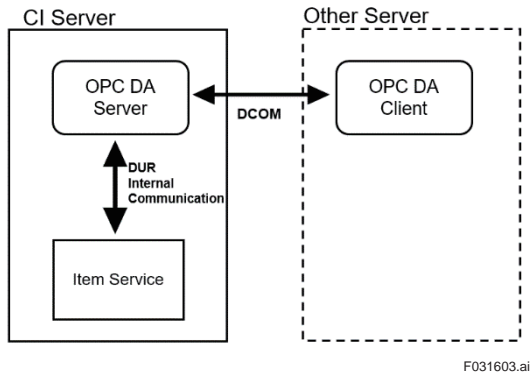 CI Server
Other Server
OPC DA
Server
OPC DA
Client
DCOM
DUR
Internal
Communication
Item Service
F031603.ai